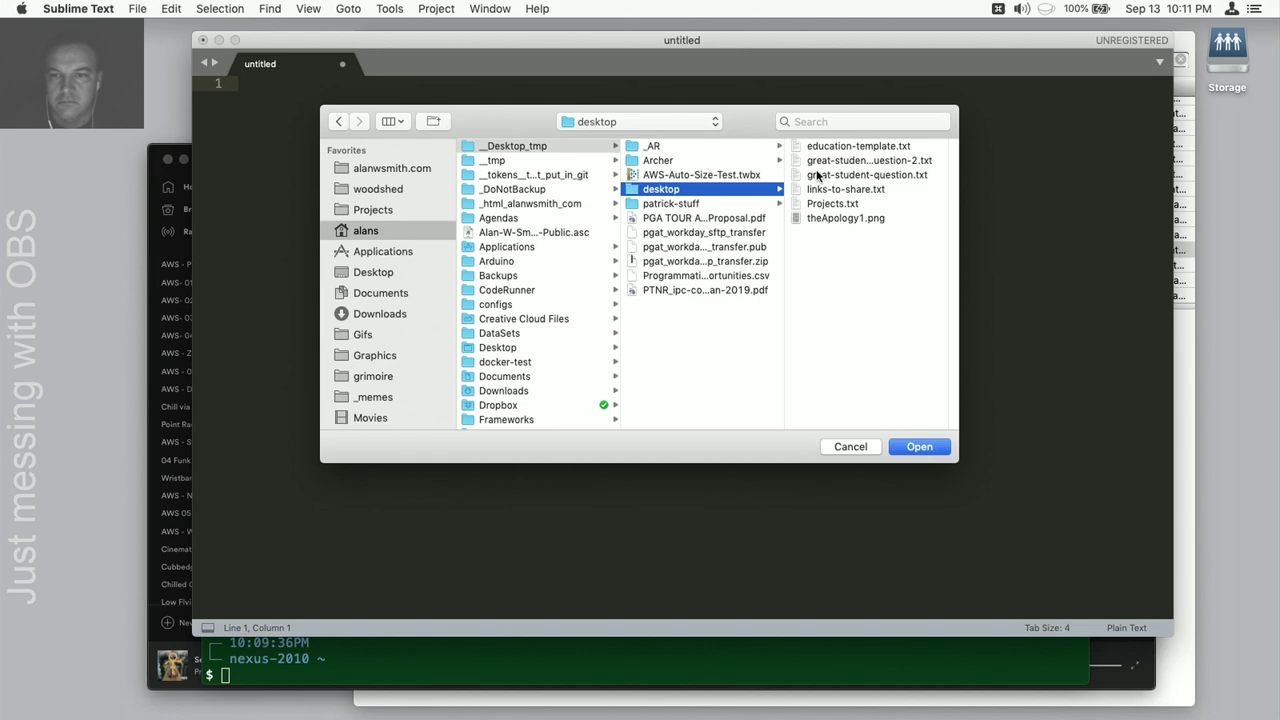 Sublime Text File Edit Selection Find View Goto Tools Project Window Help 100% Sep 13 10:11 PM
untitled UNREGISTERED
untitled
1
Storage
Just messing with OBS
desktop Search
Favorites
alanwsmith.com
woodshed
Projects
alans
Applications
Desktop
Documents
Downloads
Gifs
Graphics
grimoire
_memes
Movies
__Desktop_tmp
__tmp
__tokens__t...t_put_in_git
_DoNotBackup
_html_alanwsmith_com
Agendas
Alan-W-Sm...-Public.asc
Applications
Arduino
Backups
CodeRunner
configs
Creative Cloud Files
DataSets
Desktop
docker-test
Documents
Downloads
Dropbox
Frameworks
_AR
Archer
AWS-Auto-Size-Test.twbx
desktop
patrick-stuff
PGA TOUR A...Proposal.pdf
pgat_workday_sftp_transfer
pgat_workda..._transfer.pub
pgat_workda...p_transfer.zip
Programmati...ortunities.csv
PTNR_ipc-co...an-2019.pdf
education-template.txt
great-studen...uestion-2.txt
great-student-question.txt
links-to-share.txt
Projects.txt
theApology1.png
Cancel Open
Line 1, Column 1 Tab Size: 4 Plain Text
10:09:36PM
nexus-2010 ~
$